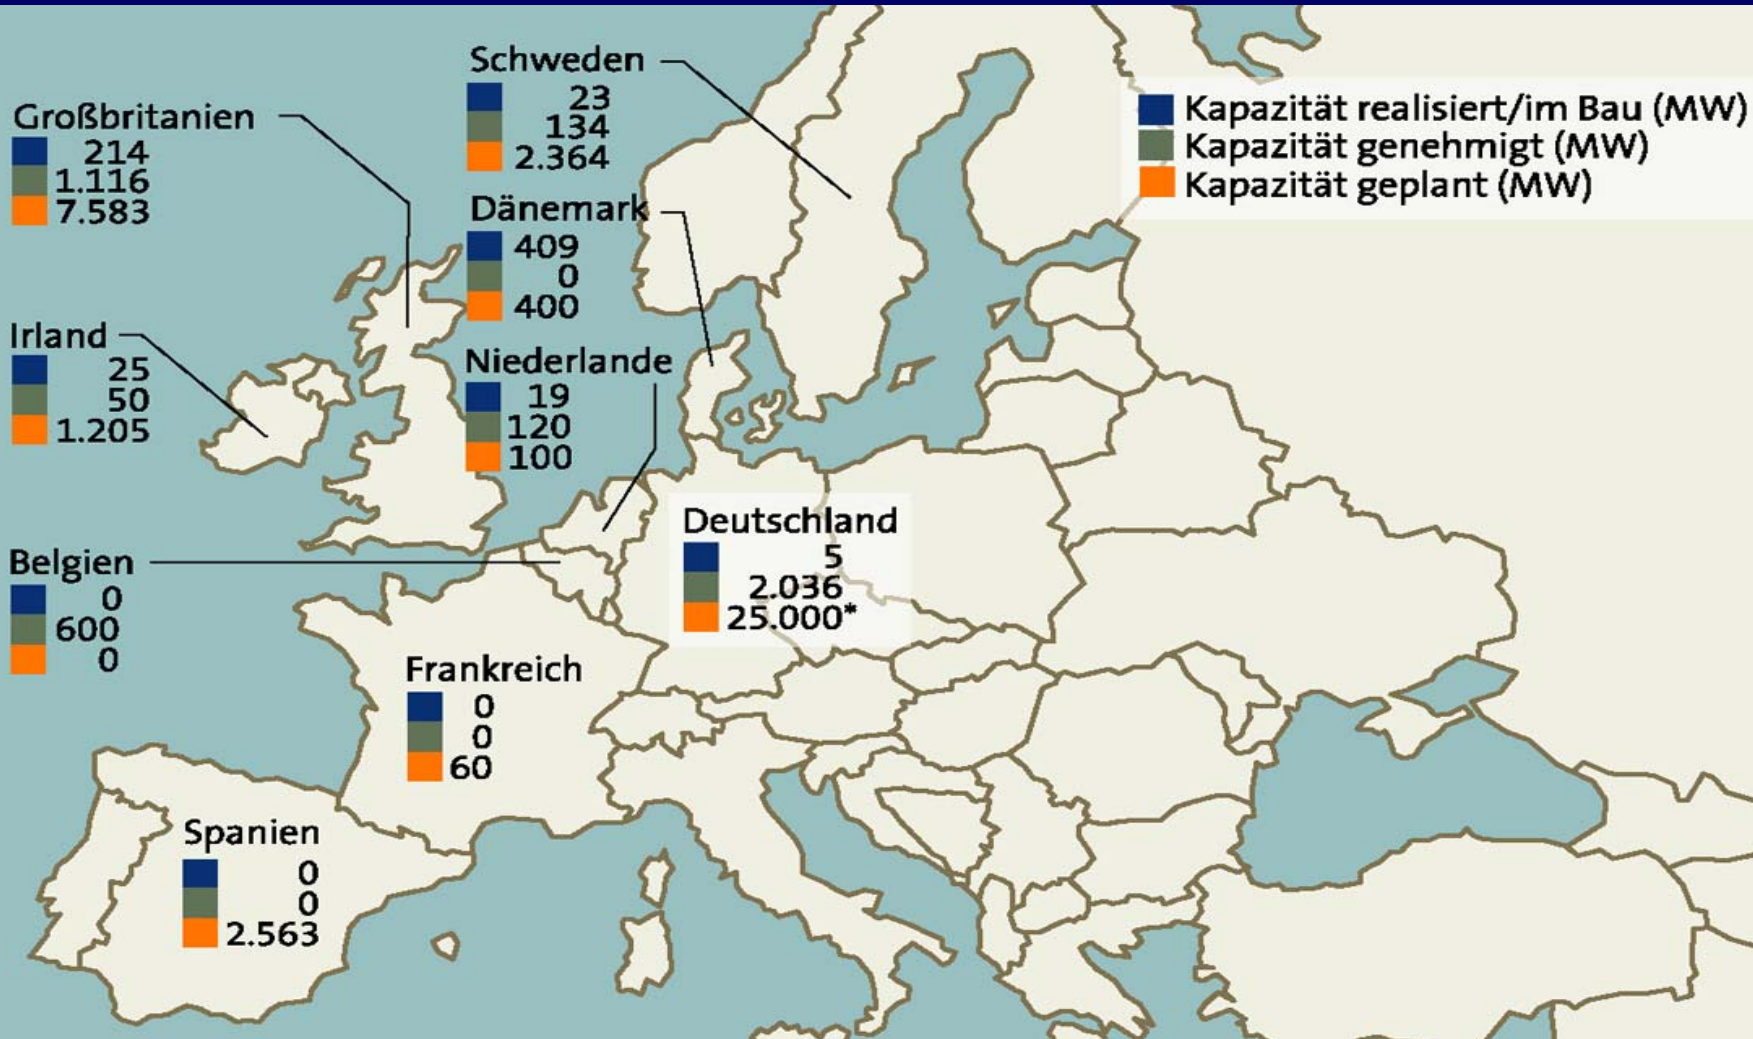 Großbritanien
214
1.116
7.583
Irland
25
50
1.205
Belgien
0
600
0
Schweden
23
134
2.364
Dänemark
409
0
400
Niederlande
19
120
100
Deutschland
5
2.036
25.000*
Frankreich
0
0
60
Spanien
0
0
2.563
Kapazität realisiert/im Bau (MW)
Kapazität genehmigt (MW)
Kapazität geplant (MW)